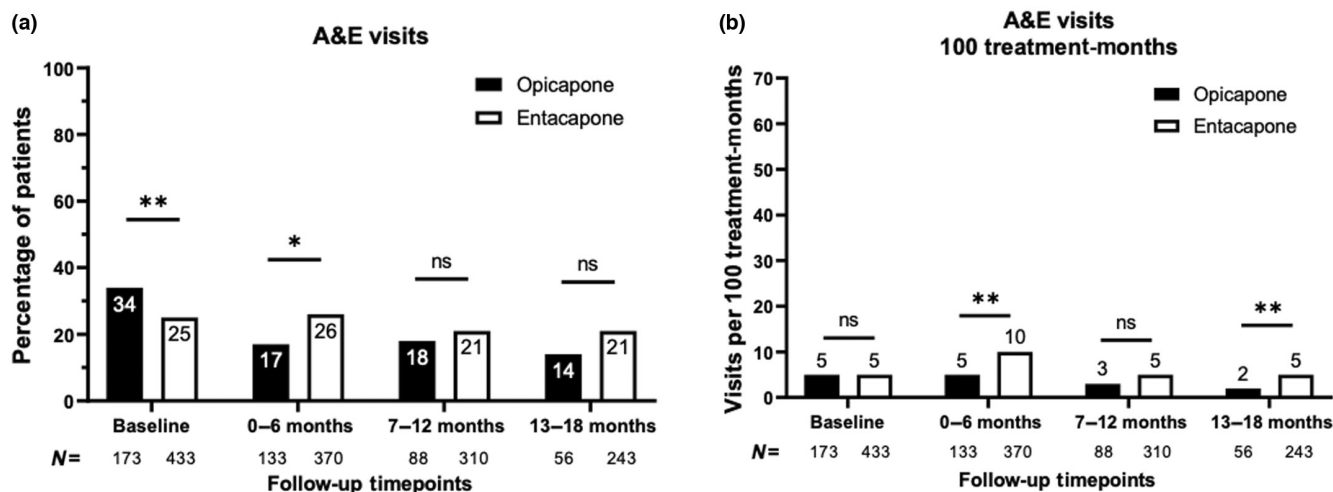 (a)
A&E visits
Percentage of patients
100
80
60
40
20
0
Opicapone
Entacapone
**
*
ns
ns
34
25
17
26
18
21
14
21
Baseline 0–6 months 7–12 months 13–18 months
N= 173 433 133 370 88 310 56 243
Follow-up timepoints
(b)
A&E visits
100 treatment-months
Visits per 100 treatment-months
70
60
50
40
30
20
10
0
Opicapone
Entacapone
ns
**
ns
**
5
5
5
10
3
5
2
5
Baseline 0–6 months 7–12 months 13–18 months
N= 173 433 133 370 88 310 56 243
Follow-up timepoints